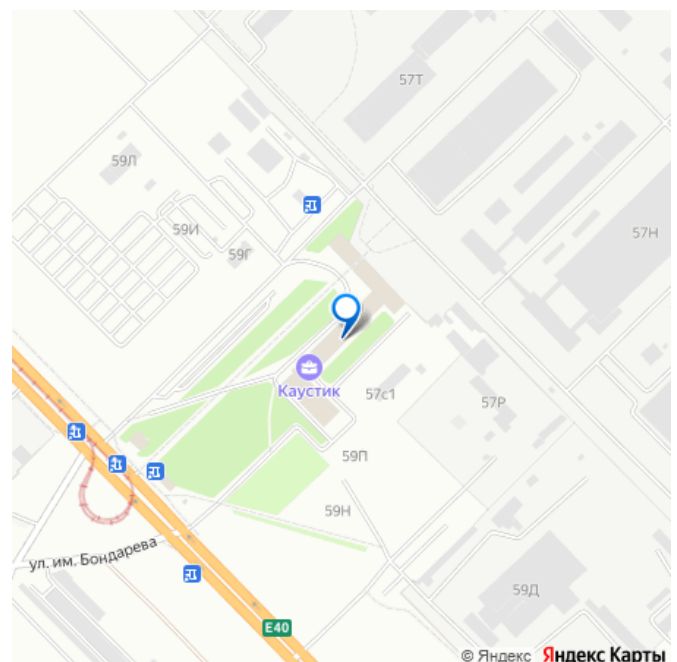 57Т
59Л
57Н
59И
59Г
Каустик
57с1
57Р
59П
59Н
ул. им. Бондарева
59Д
E40
© Яндекс Яндекс Карты